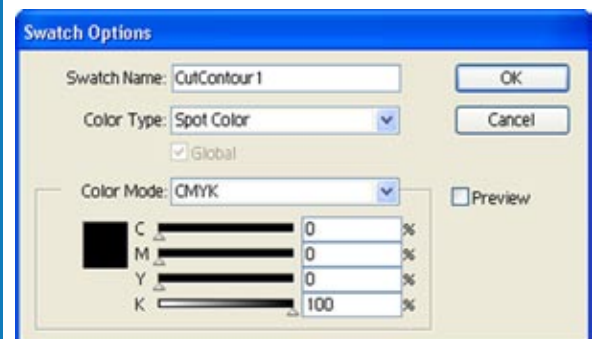 Swatch Options
Swatch Name: CutContour1 OK
Color Type: Spot Color Cancel
Global
Color Mode: CMYK Preview
C 0 %
M 0 %
Y 0 %
K 100 %